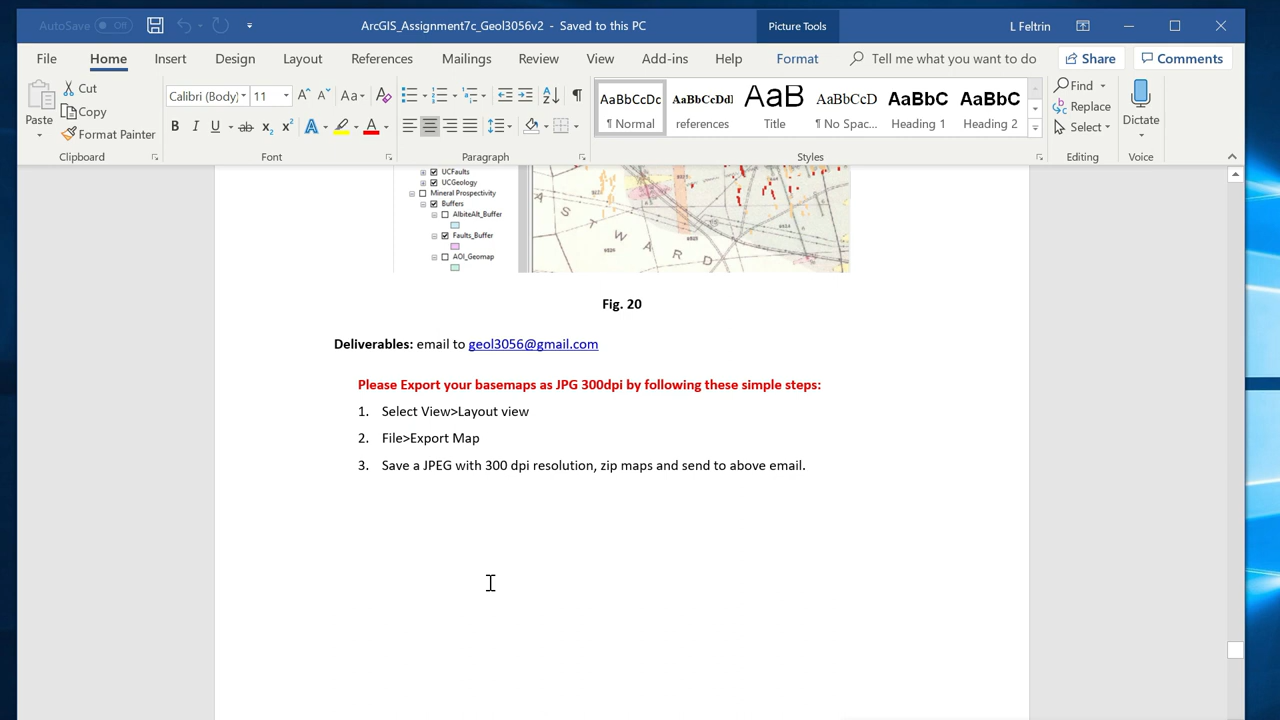 AutoSave Off ArcGIS_Assignment7c_Geol3056v2 - Saved to this PC Picture Tools L Feltrin
File Home Insert Design Layout References Mailings Review View Add-ins Help Format Tell me what you want to do Share Comments
Paste Cut Copy Format Painter
Calibri (Body) 11
AaBbCcDc AaBbCcDdl AaB AaBbCcD AaBbC AaBbC
¶ Normal references Title ¶ No Spac... Heading 1 Heading 2
Find Replace Select Dictate
Clipboard Font Paragraph Styles Editing Voice
UCFaults
UCGeology
Mineral Prospectivity
Buffers
AlbiteAlt_Buffer
Faults_Buffer
AOI_Geomap
A S T W A R D
Fig. 20
Deliverables: email to geol3056@gmail.com
Please Export your basemaps as JPG 300dpi by following these simple steps:
1. Select View>Layout view
2. File>Export Map
3. Save a JPEG with 300 dpi resolution, zip maps and send to above email.